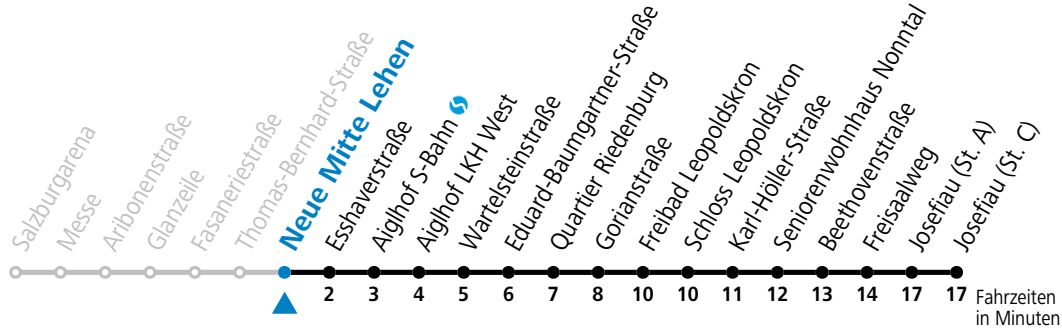 Salzburgarena
Messe
Aribonenstraße
Glanzeile
Fasaneriestraße
Thomas-Bernhard-Straße
Neue Mitte Lehen
Esshaverstraße
Aiglhof S-Bahn
Aiglhof LKH West
Wartelsteinstraße
Eduard-Baumgartner-Straße
Quartier Riedenburg
Gorianstraße
Freibad Leopoldskron
Schloss Leopoldskron
Karl-Höller-Straße
Seniorenwohnhaus Nonntal
Beethovenstraße
Freisaalweg
Josefiau (St. A)
Josefiau (St. C)
2 3 4 5 6 7 8 10 10 11 12 13 14 17 17
Fahrzeiten
in Minuten